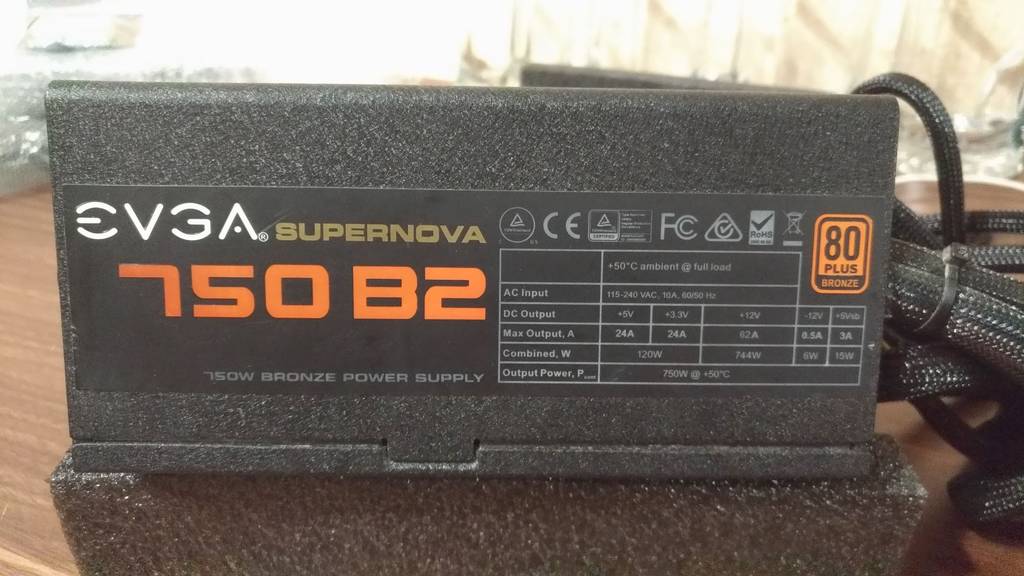 EVGA® SUPERNOVA
750 B2
750W BRONZE POWER SUPPLY
CE FC RoHS
80
PLUS
BRONZE
+50°C ambient @ full load
AC Input 115-240 VAC, 10A, 60/50 Hz
DC Output +5V +3.3V +12V -12V +5Vsb
Max Output, A 24A 24A 62A 0.5A 3A
Combined, W 120W 744W 6W 15W
Output Power, Pcont 750W @ +50°C